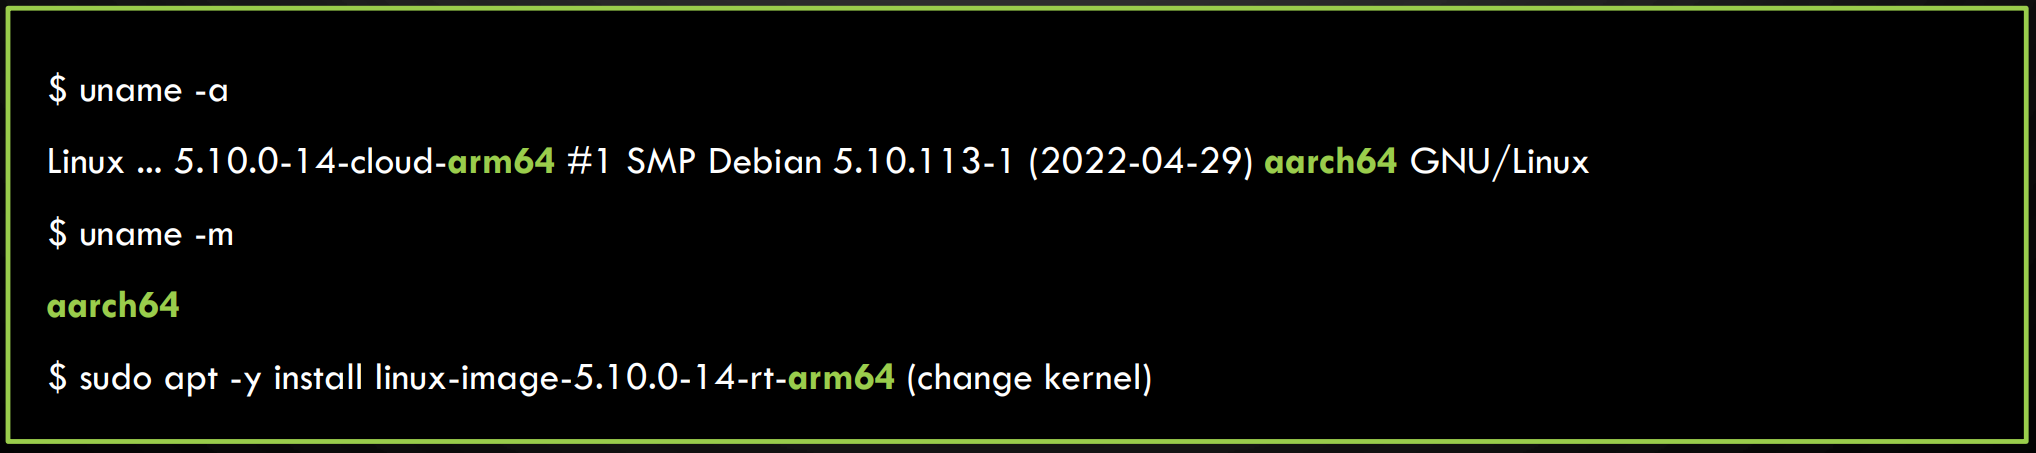 $ uname -a
Linux ... 5.10.0-14-cloud-arm64 #1 SMP Debian 5.10.113-1 (2022-04-29) aarch64 GNU/Linux
$ uname -m
aarch64
$ sudo apt -y install linux-image-5.10.0-14-rt-arm64 (change kernel)